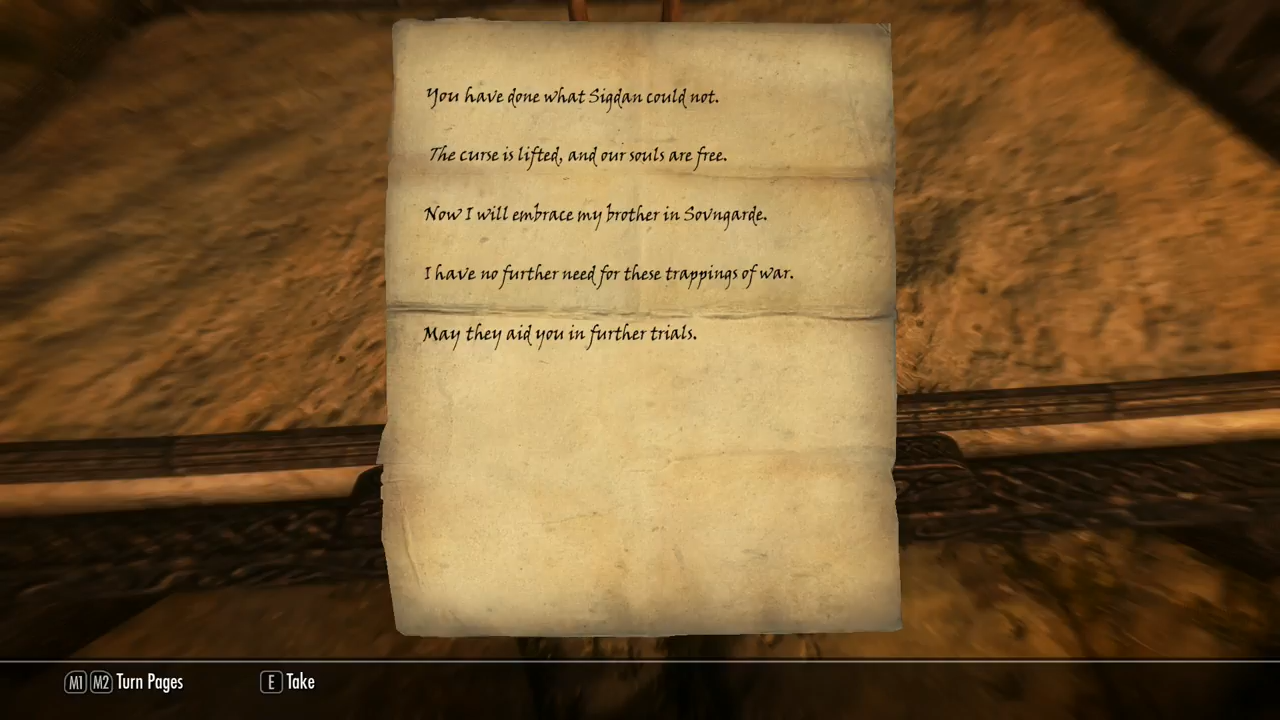 You have done what Sigdan could not.
The curse is lifted, and our souls are free.
Now I will embrace my brother in Sovngarde.
I have no further need for these trappings of war.
May they aid you in further trials.
M1 M2 Turn Pages E Take